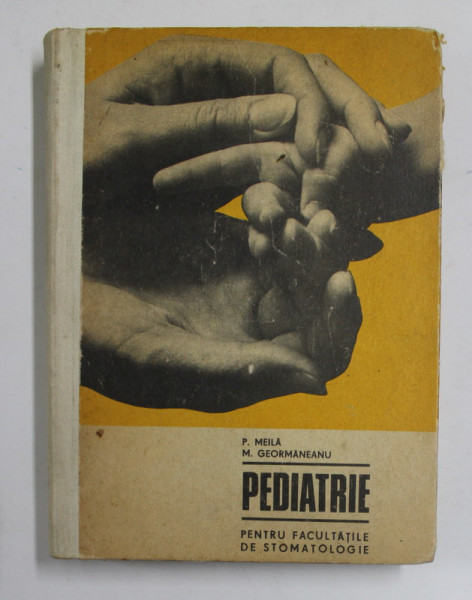 P. MEILĂ
M. GEORMĂNEANU
PEDIATRIE
PENTRU FACULTĂȚILE
DE STOMATOLOGIE